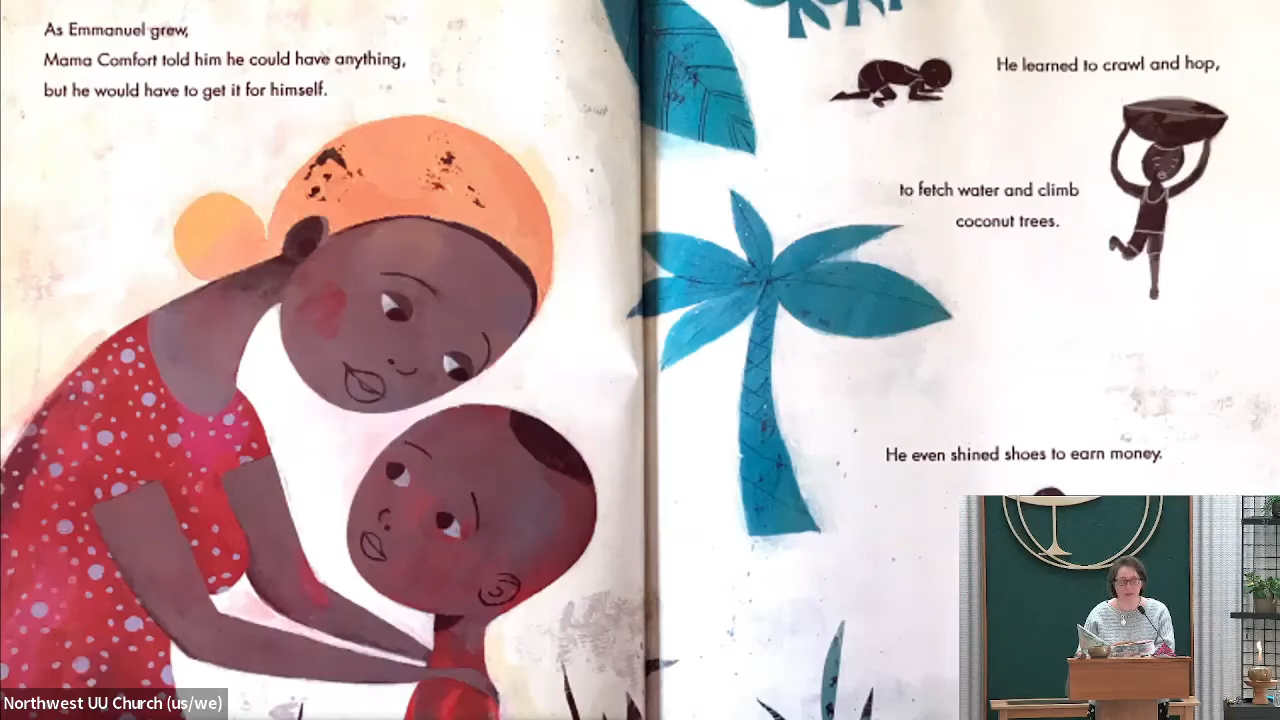 As Emmanuel grew,
Mama Comfort told him he could have anything,
but he would have to get it for himself.
He learned to crawl and hop,
to fetch water and climb
coconut trees.
He even shined shoes to earn money.
Northwest UU Church (us/we)